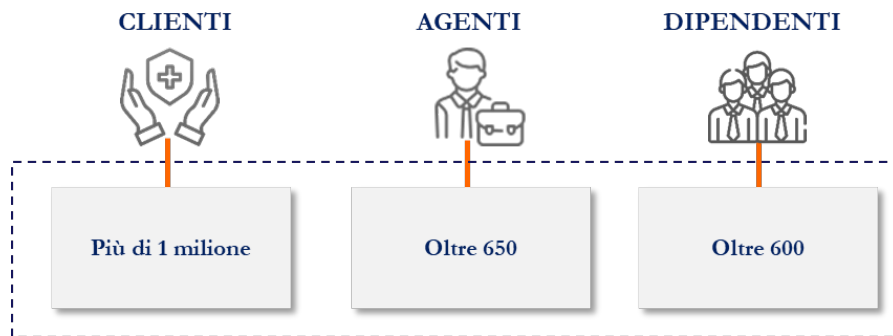 CLIENTI
AGENTI
DIPENDENTI
Più di 1 milione
Oltre 650
Oltre 600